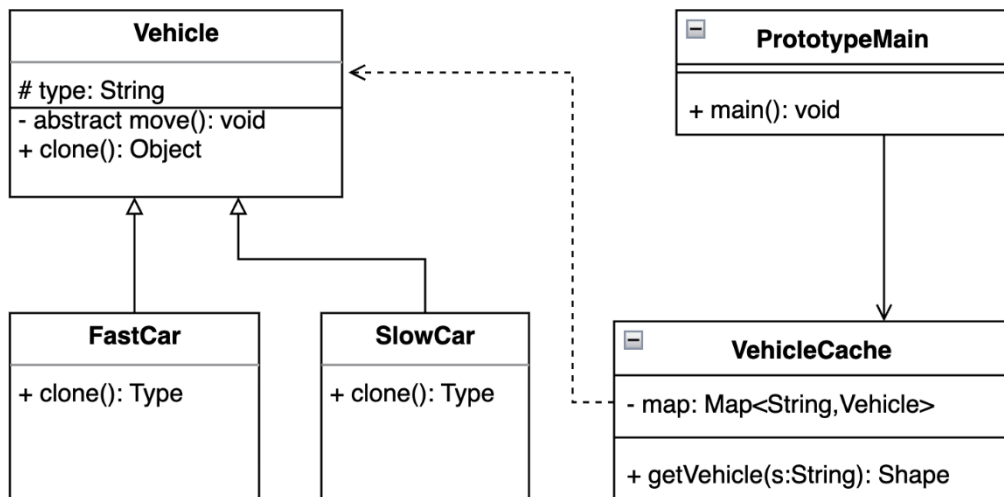 Vehicle
# type: String
- abstract move(): void
+ clone(): Object
PrototypeMain
+ main(): void
FastCar
+ clone(): Type
SlowCar
+ clone(): Type
VehicleCache
- map: Map<String,Vehicle>
+ getVehicle(s:String): Shape